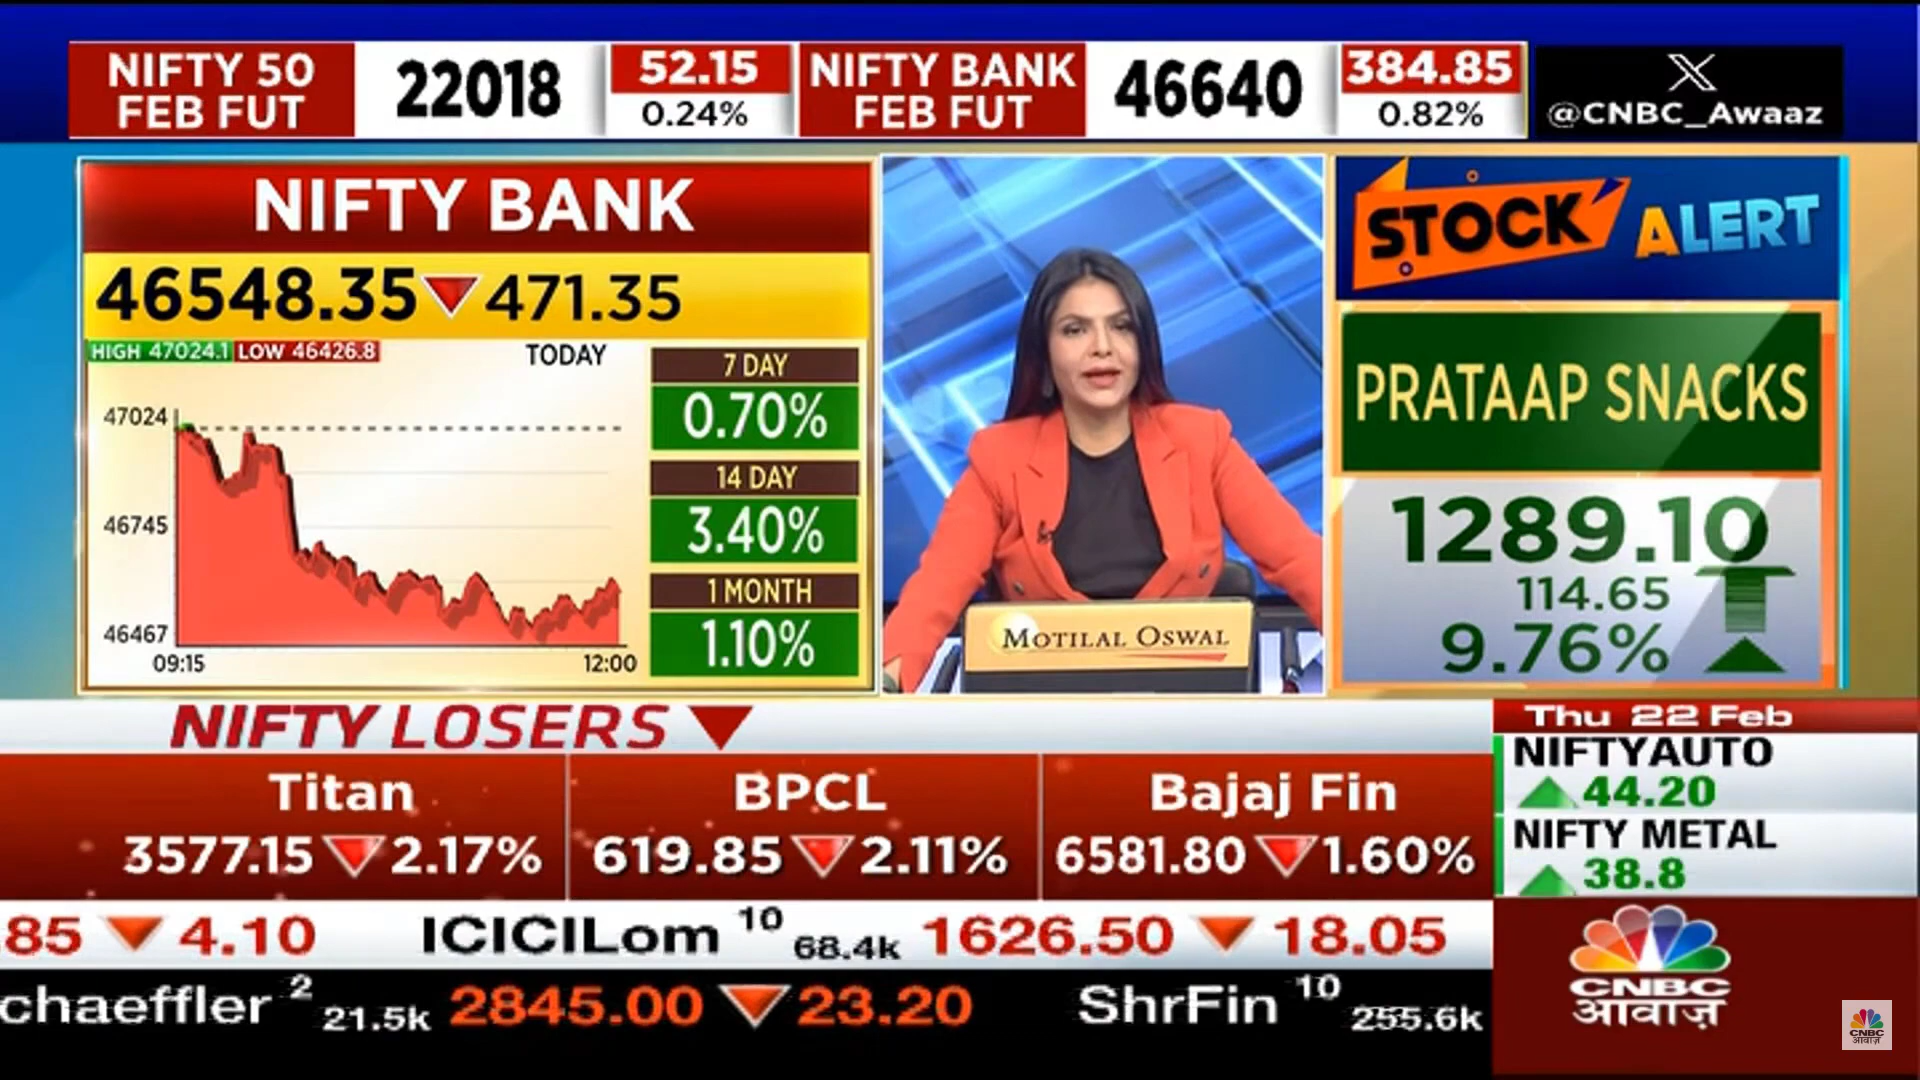 NIFTY 50
FEB FUT
22018
52.15
0.24%
NIFTY BANK
FEB FUT
46640
384.85
0.82%
X
@CNBC_Awaaz
NIFTY BANK
46548.35 ▼ 471.35
HIGH 47024.1 LOW 46426.8
TODAY
47024
46745
46467
09:15
12:00
7 DAY
0.70%
14 DAY
3.40%
1 MONTH
1.10%
MOTILAL OSWAL
STOCK ALERT
PRATAAP SNACKS
1289.10
114.65
9.76%
NIFTY LOSERS ▼
Titan
3577.15 ▼ 2.17%
BPCL
619.85 ▼ 2.11%
Bajaj Fin
6581.80 ▼ 1.60%
Thu 22 Feb
NIFTYAUTO
▲ 44.20
NIFTY METAL
▲ 38.8
.85 ▼ 4.10 ICICILom 10 68.4k 1626.50 ▼ 18.05
chaeffler 2 21.5k 2845.00 ▼ 23.20 ShrFin 10 255.6k
CNBC
आवाज़
CNBC
आवाज़